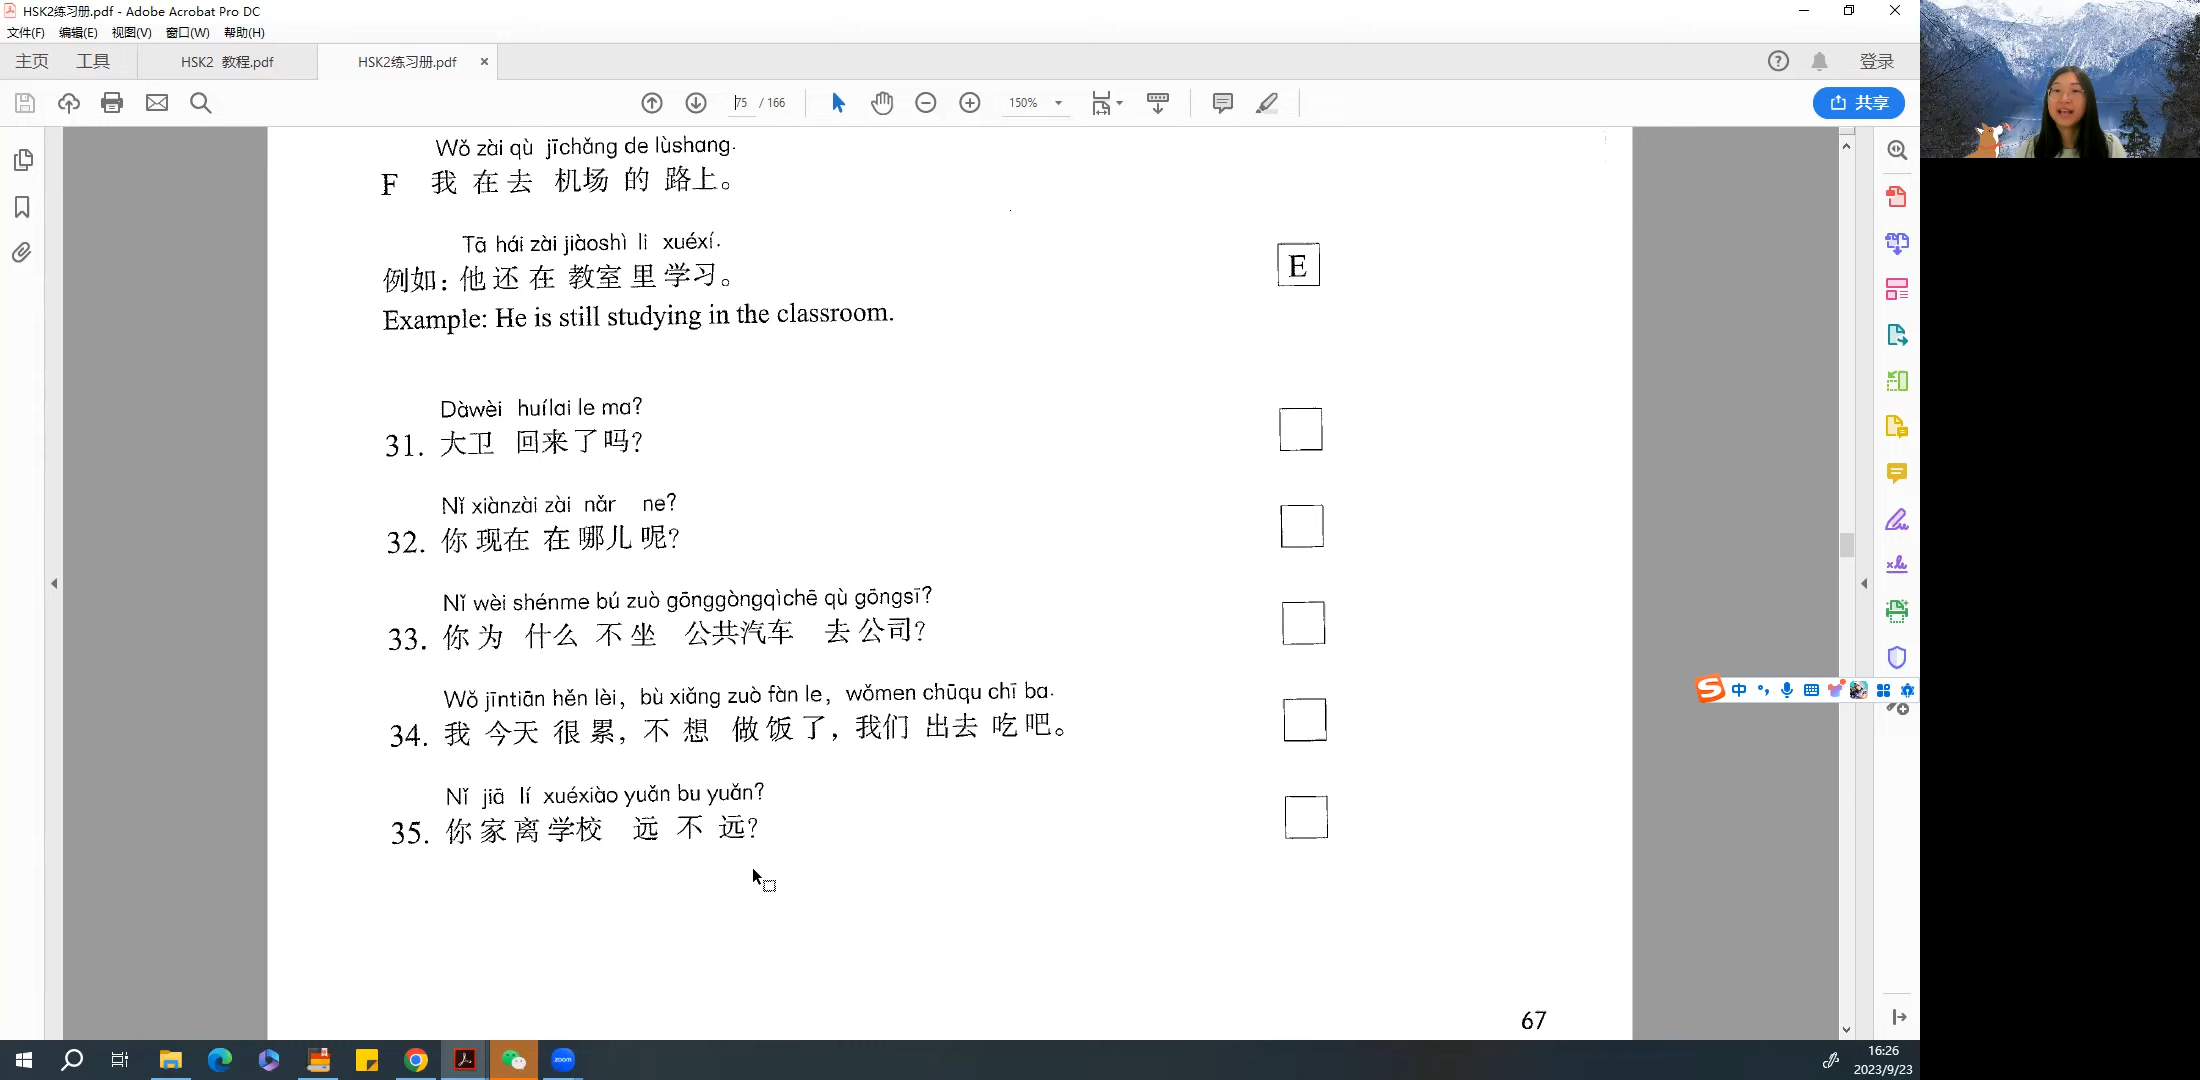 HSK2练习册.pdf - Adobe Acrobat Pro DC
文件(F) 编辑(E) 视图(V) 窗口(W) 帮助(H)
主页 工具 HSK2 教程.pdf HSK2练习册.pdf × 登录
75 / 166 150% 共享
Wǒ zài qù jīchǎng de lùshang.
F 我 在 去 机场 的 路上。
Tā hái zài jiàoshì li xuéxí.
例如：他 还 在 教室 里 学习。 E
Example: He is still studying in the classroom.
Dàwèi huílai le ma?
31. 大卫 回来 了 吗?
Nǐ xiànzài zài nǎr ne?
32. 你 现在 在 哪儿 呢?
Nǐ wèi shénme bú zuò gōnggòngqìchē qù gōngsī?
33. 你 为 什么 不 坐 公共汽车 去 公司?
Wǒ jīntiān hěn lèi, bù xiǎng zuò fàn le, wǒmen chūqu chī ba.
34. 我 今天 很 累, 不 想 做 饭 了, 我们 出去 吃 吧。
Nǐ jiā lí xuéxiào yuǎn bu yuǎn?
35. 你 家 离 学校 远 不 远?
67
中
zoom
16:26
2023/9/23